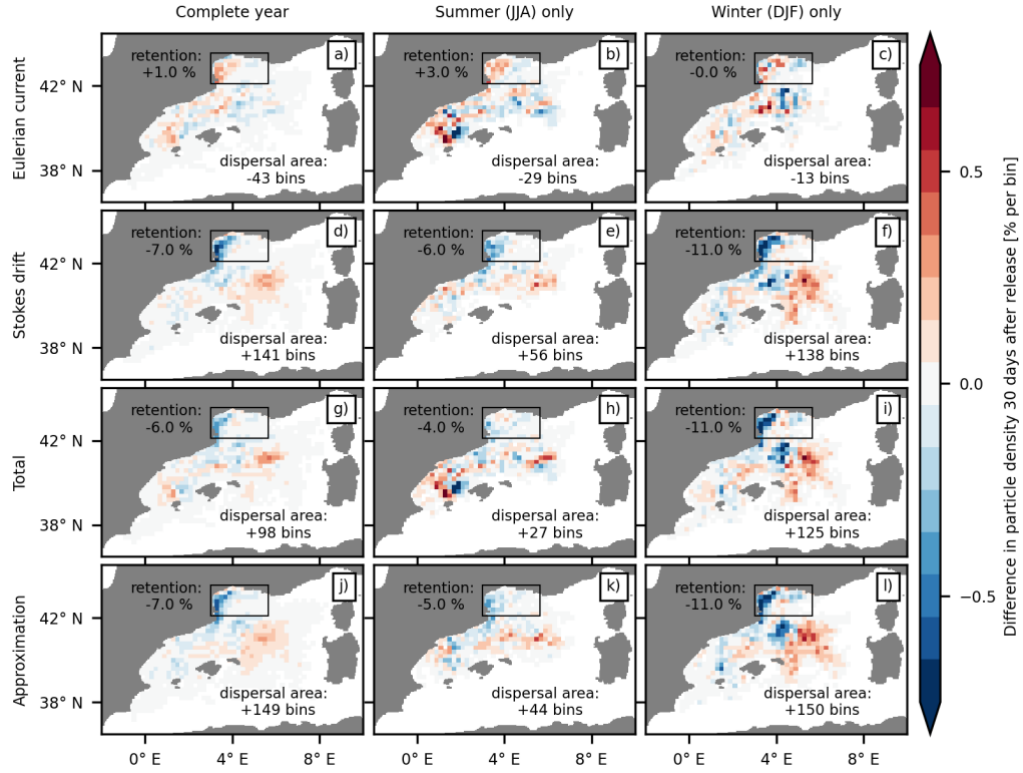 Complete year
Summer (JJA) only
Winter (DJF) only
Eulerian current
42° N
38° N
retention:
+1.0 %
a)
dispersal area:
-43 bins
retention:
+3.0 %
b)
dispersal area:
-29 bins
retention:
-0.0 %
c)
dispersal area:
-13 bins
Stokes drift
42° N
38° N
retention:
-7.0 %
d)
dispersal area:
+141 bins
retention:
-6.0 %
e)
dispersal area:
+56 bins
retention:
-11.0 %
f)
dispersal area:
+138 bins
Total
42° N
38° N
retention:
-6.0 %
g)
dispersal area:
+98 bins
retention:
-4.0 %
h)
dispersal area:
+27 bins
retention:
-11.0 %
i)
dispersal area:
+125 bins
Approximation
42° N
38° N
retention:
-7.0 %
j)
dispersal area:
+149 bins
retention:
-5.0 %
k)
dispersal area:
+44 bins
retention:
-11.0 %
l)
dispersal area:
+150 bins
0° E
4° E
8° E
0° E
4° E
8° E
0° E
4° E
8° E
0.5
0.0
−0.5
Difference in particle density 30 days after release [% per bin]